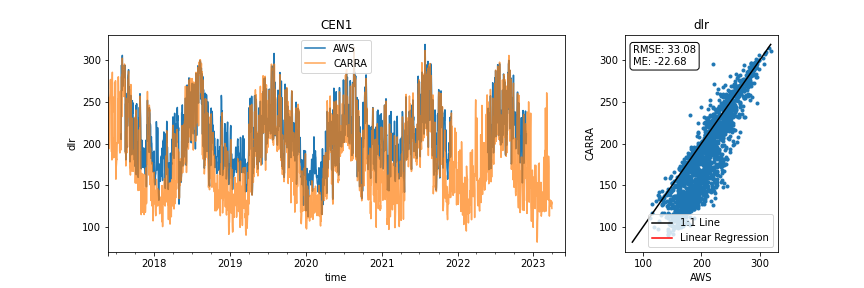 CEN1
dlr
300
250
200
150
100
dlr
AWS
CARRA
2018
2019
2020
2021
2022
2023
time
RMSE: 33.08
ME: -22.68
300
250
200
150
100
CARRA
1:1 Line
Linear Regression
100
200
300
AWS